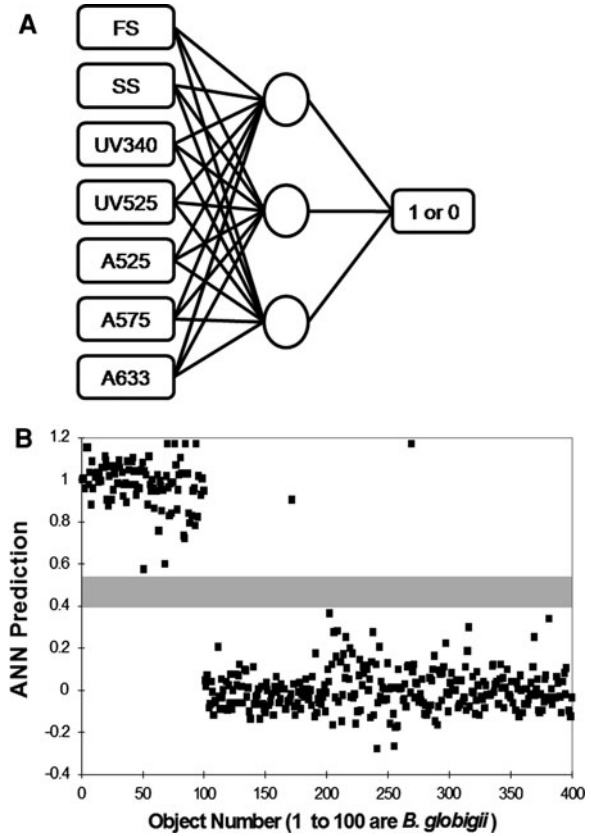 A
FS
SS
UV340
UV525
A525
A575
A633
1 or 0
B
ANN Prediction
1.2
1
0.8
0.6
0.4
0.2
0
-0.2
-0.4
0 50 100 150 200 250 300 350 400
Object Number (1 to 100 are B. globigii)